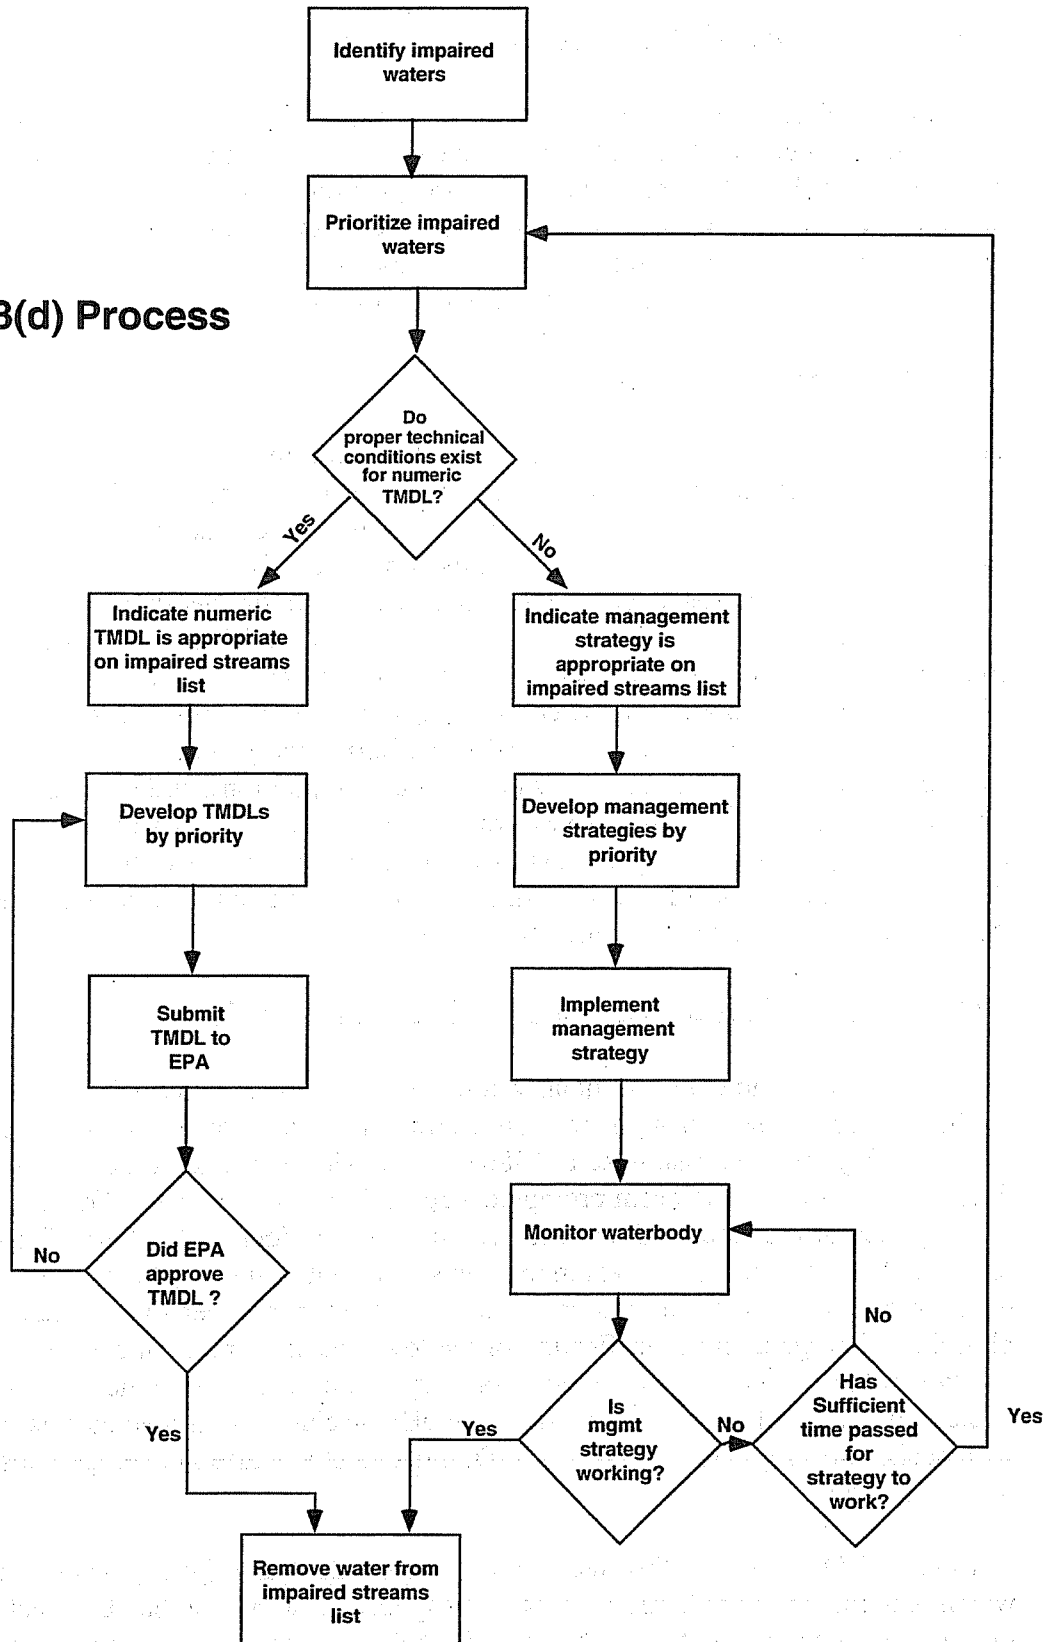 Identify impaired
waters
Prioritize impaired
waters
3(d) Process
Do
proper technical
conditions exist
for numeric
TMDL?
Yes
No
Indicate numeric
TMDL is appropriate
on impaired streams
list
Indicate management
strategy is
appropriate on
impaired streams list
Develop TMDLs
by priority
Develop management
strategies by
priority
Submit
TMDL to
EPA
Implement
management
strategy
Did EPA
approve
TMDL ?
No
Yes
Monitor waterbody
Is
mgmt
strategy
working?
Yes
No
Has
Sufficient
time passed
for
strategy to
work?
No
Yes
Remove water from
impaired streams
list